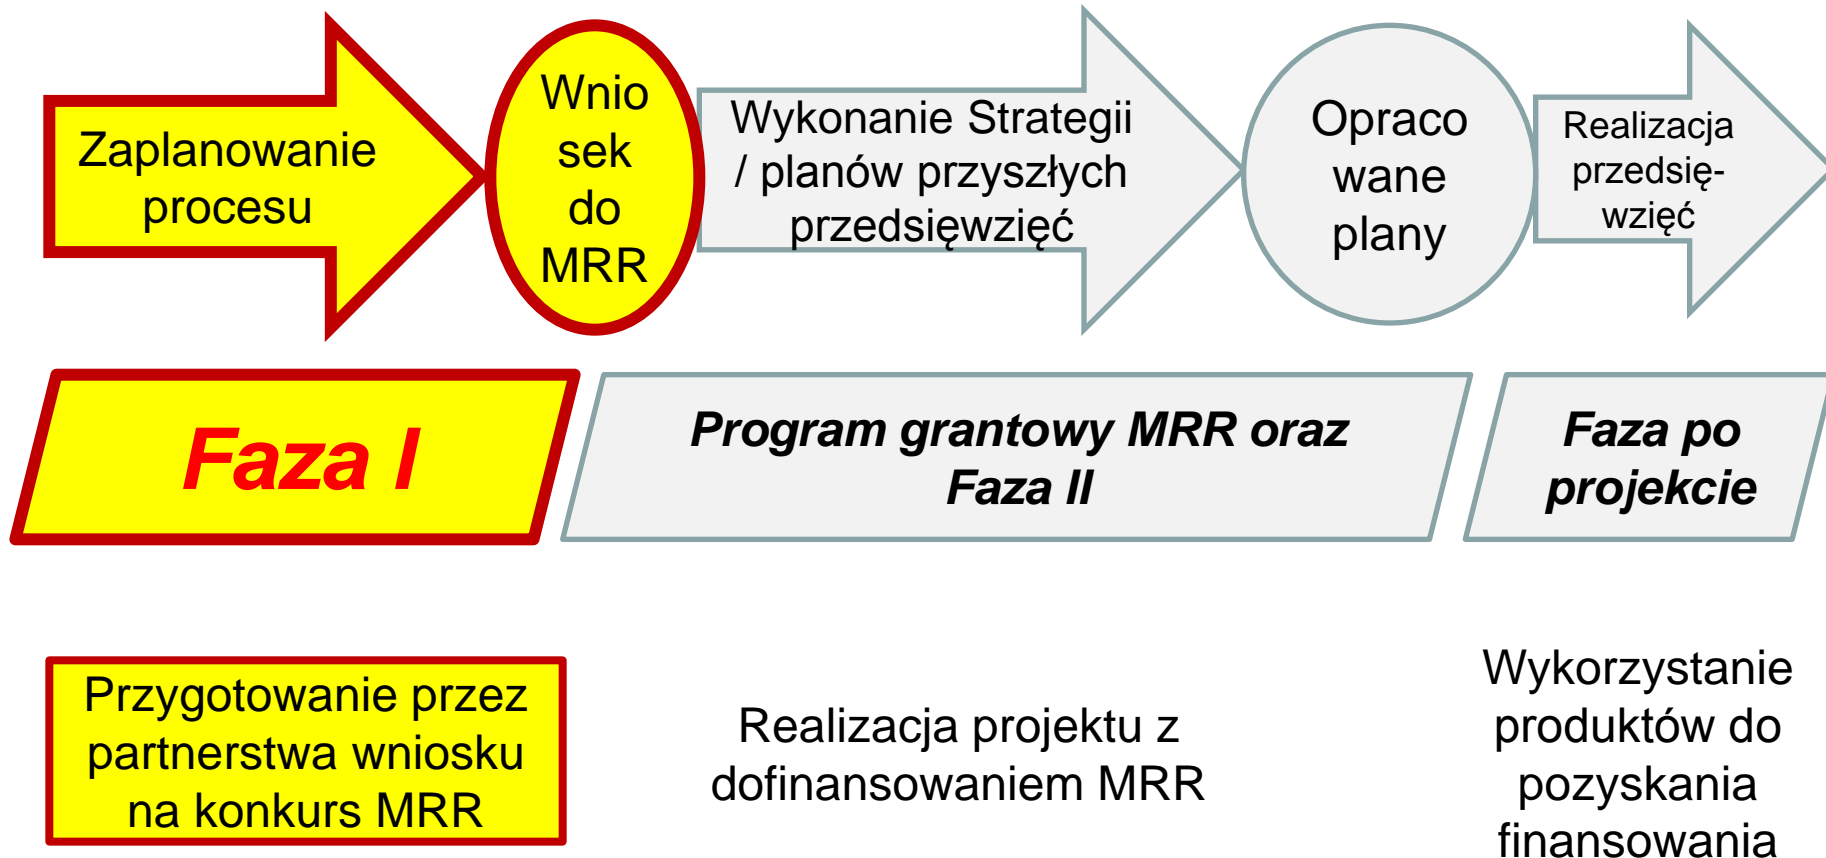 Zaplanowanie
procesu
Wnio
sek
do
MRR
Wykonanie Strategii
/ planów przyszłych
przedsięwzięć
Opraco
wane
plany
Realizacja
przedsię-
wzięć
Faza I
Program grantowy MRR oraz
Faza II
Faza po
projekcie
Przygotowanie przez
partnerstwa wniosku
na konkurs MRR
Realizacja projektu z
dofinansowaniem MRR
Wykorzystanie
produktów do
pozyskania
finansowania